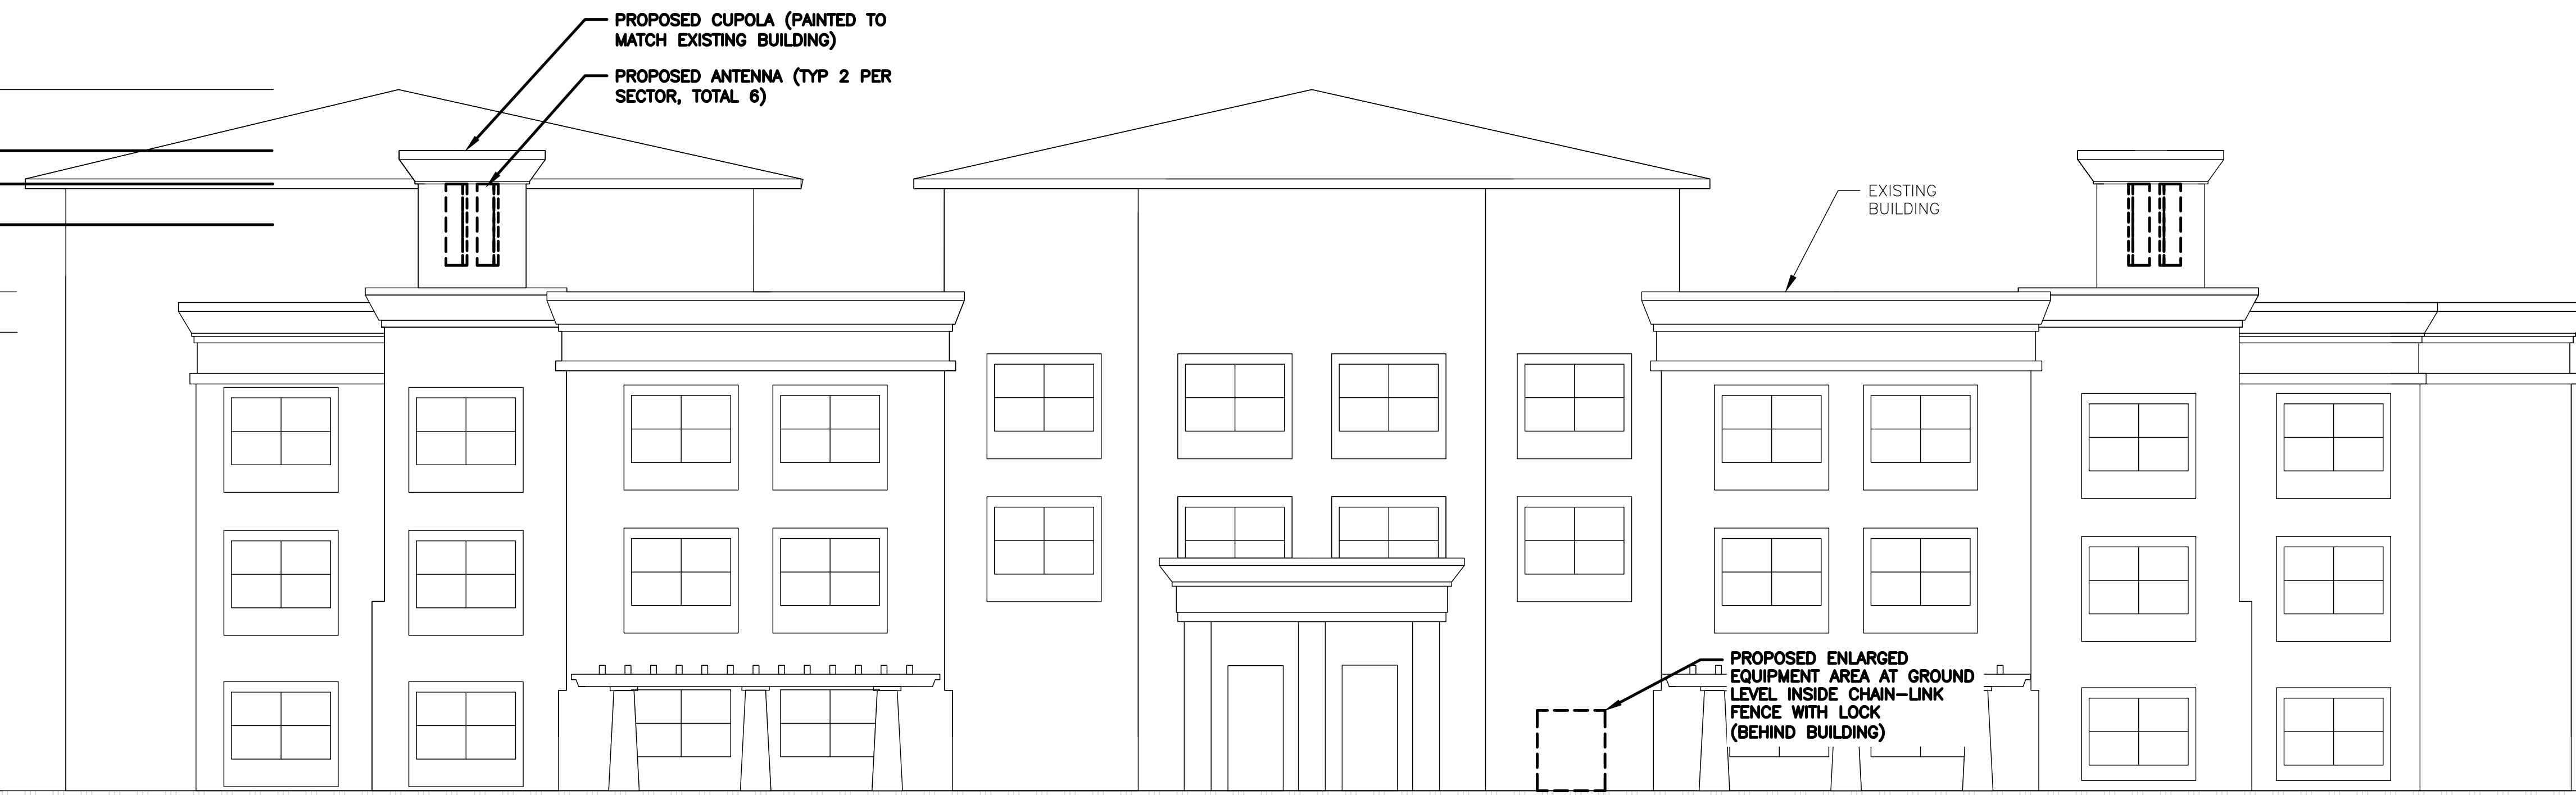 PROPOSED CUPOLA (PAINTED TO
MATCH EXISTING BUILDING)
PROPOSED ANTENNA (TYP 2 PER
SECTOR, TOTAL 6)
EXISTING
BUILDING
PROPOSED ENLARGED
EQUIPMENT AREA AT GROUND
LEVEL INSIDE CHAIN-LINK
FENCE WITH LOCK
(BEHIND BUILDING)